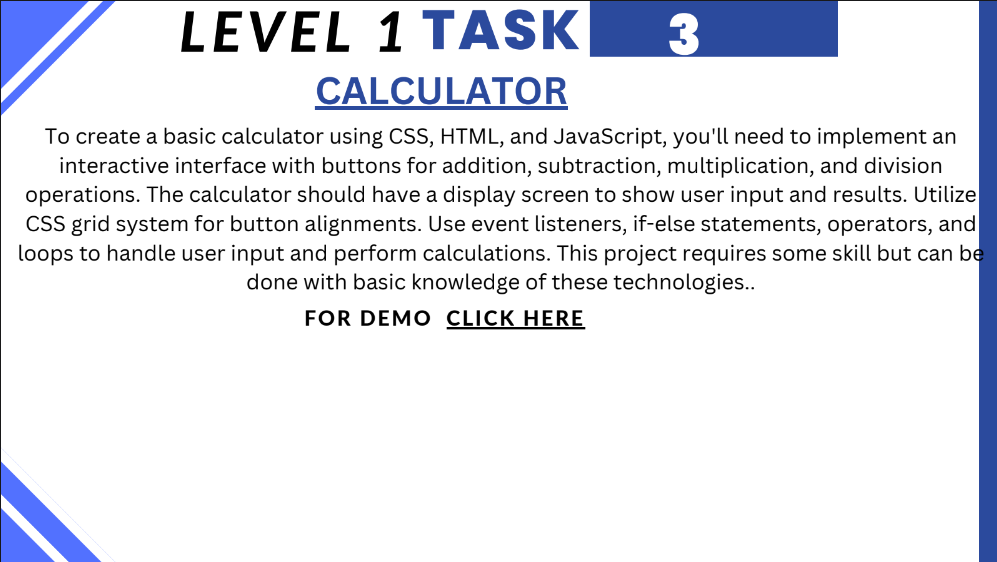 LEVEL 1 TASK 3
CALCULATOR
To create a basic calculator using CSS, HTML, and JavaScript, you'll need to implement an
interactive interface with buttons for addition, subtraction, multiplication, and division
operations. The calculator should have a display screen to show user input and results. Utilize
CSS grid system for button alignments. Use event listeners, if-else statements, operators, and
loops to handle user input and perform calculations. This project requires some skill but can be
done with basic knowledge of these technologies..
FOR DEMO CLICK HERE